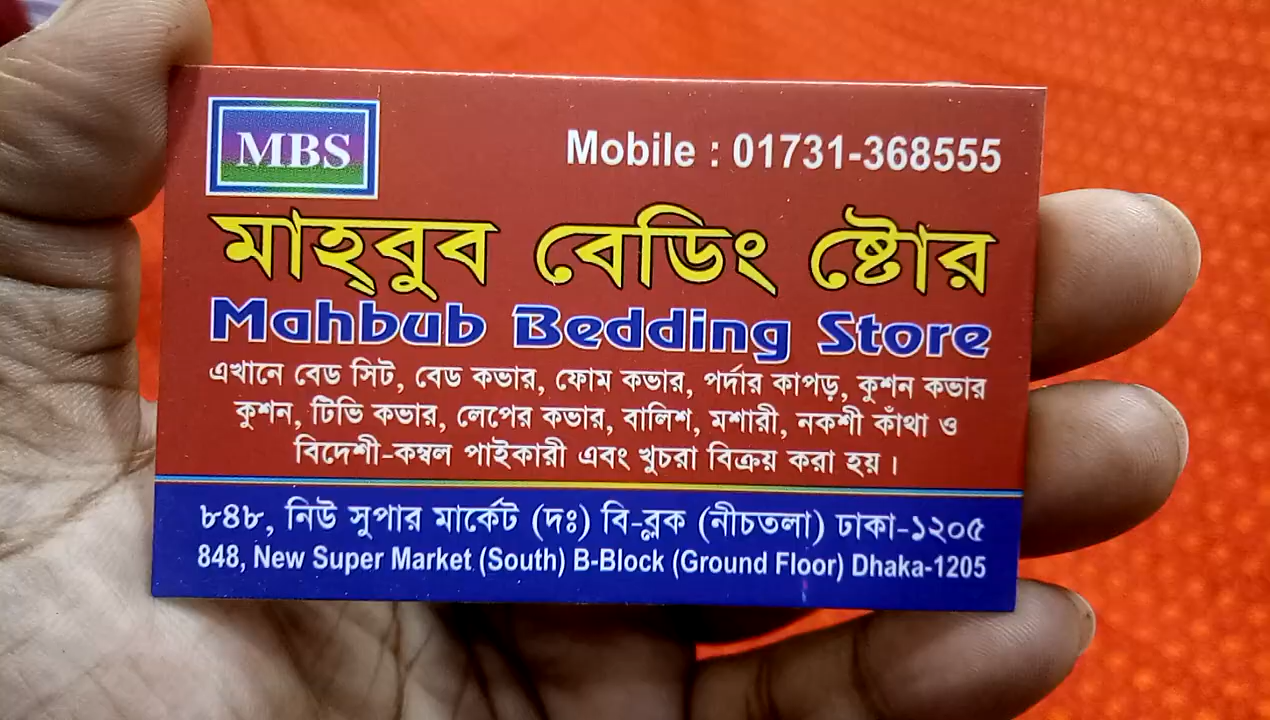 MBS
Mobile : 01731-368555
মাহ্‌বুব বেডিং ষ্টোর
Mahbub Bedding Store
এখানে বেড সিট, বেড কভার, ফোম কভার, পর্দার কাপড়, কুশন কভার
কুশন, টিভি কভার, লেপের কভার, বালিশ, মশারী, নকশী কাঁথা ও
বিদেশী-কম্বল পাইকারী এবং খুচরা বিক্রয় করা হয়।
৮৪৮, নিউ সুপার মার্কেট (দঃ) বি-ব্লক (নীচতলা) ঢাকা-১২০৫
848, New Super Market (South) B-Block (Ground Floor) Dhaka-1205